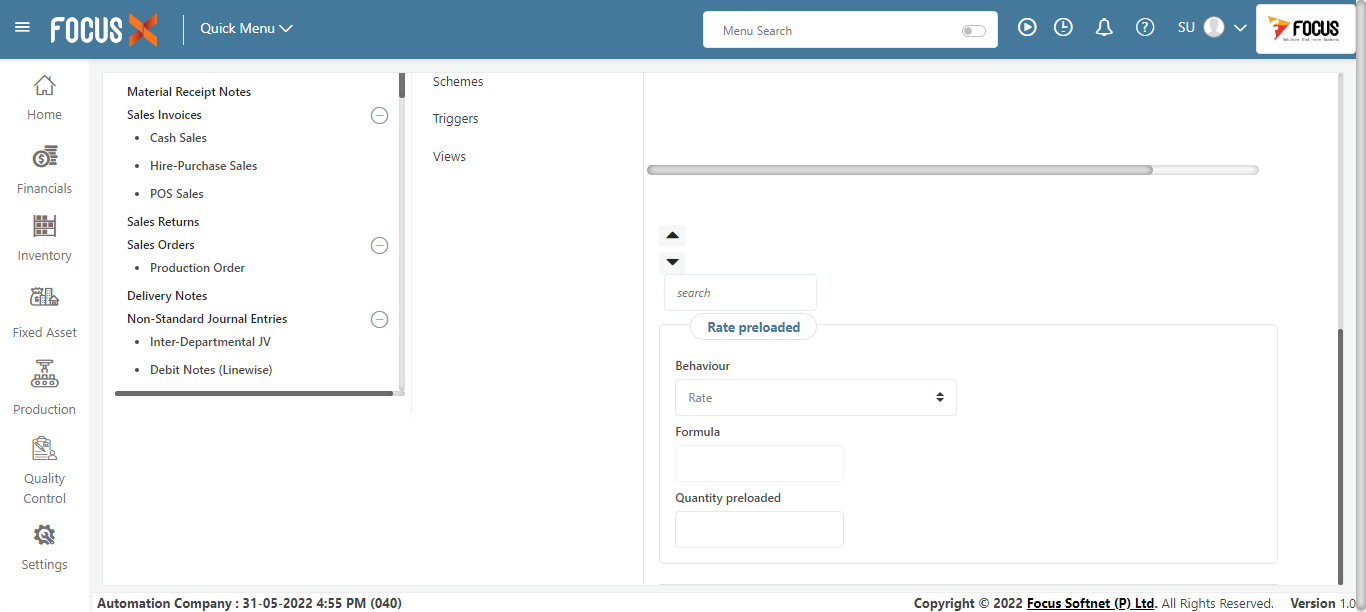 FOCUS X
Quick Menu
Menu Search
SU
FOCUS
Home
Financials
Inventory
Fixed Asset
Production
Quality
Control
Settings
Material Receipt Notes
Sales Invoices
Cash Sales
Hire-Purchase Sales
POS Sales
Sales Returns
Sales Orders
Production Order
Delivery Notes
Non-Standard Journal Entries
Inter-Departmental JV
Debit Notes (Linewise)
Schemes
Triggers
Views
search
Rate preloaded
Behaviour
Rate
Formula
Quantity preloaded
Automation Company : 31-05-2022 4:55 PM (040)
Copyright © 2022 Focus Softnet (P) Ltd. All Rights Reserved. Version 1.0